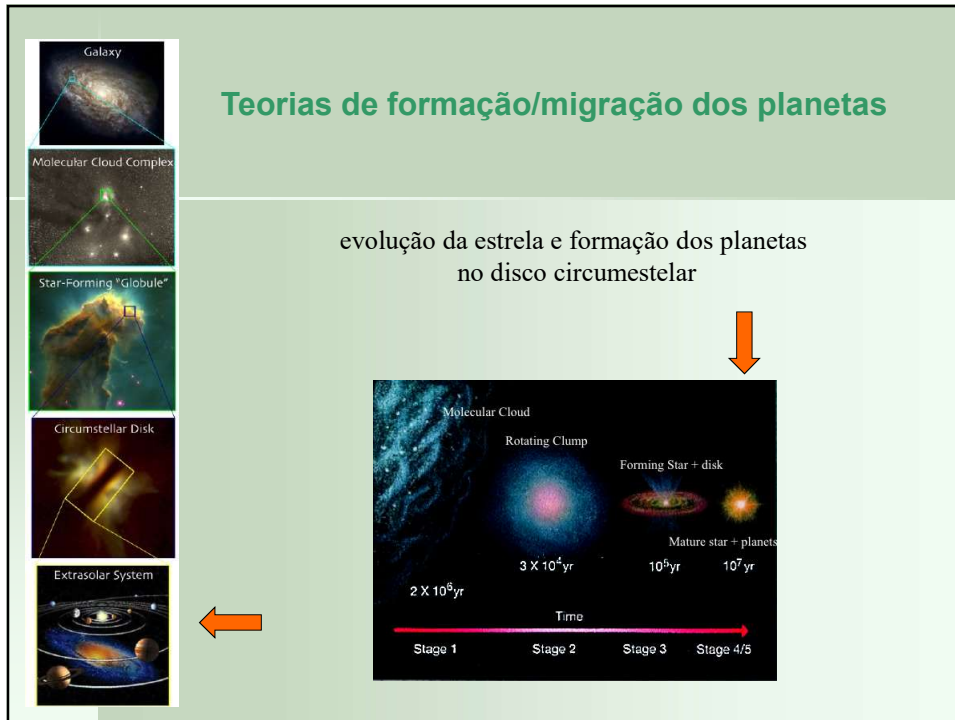 Galaxy
Molecular Cloud Complex
Star-Forming "Globule"
Circumstellar Disk
Extrasolar System
Teorias de formação/migração dos planetas
evolução da estrela e formação dos planetas
no disco circumestelar
Molecular Cloud
Rotating Clump
Forming Star + disk
Mature star + planets
2 X 10⁶yr
3 X 10⁴yr
10⁵yr
10⁷yr
Time
Stage 1
Stage 2
Stage 3
Stage 4/5